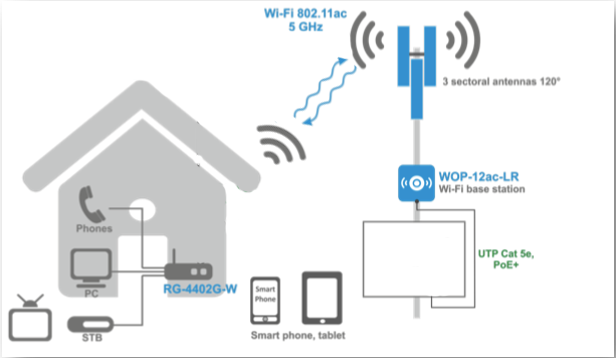 Wi-Fi 802.11ac
5 GHz
3 sectoral antennas 120°
WOP-12ac-LR
Wi-Fi base station
UTP Cat 5e,
PoE+
Phones
PC
RG-4402G-W
STB
Smart
Phone
Smart phone, tablet